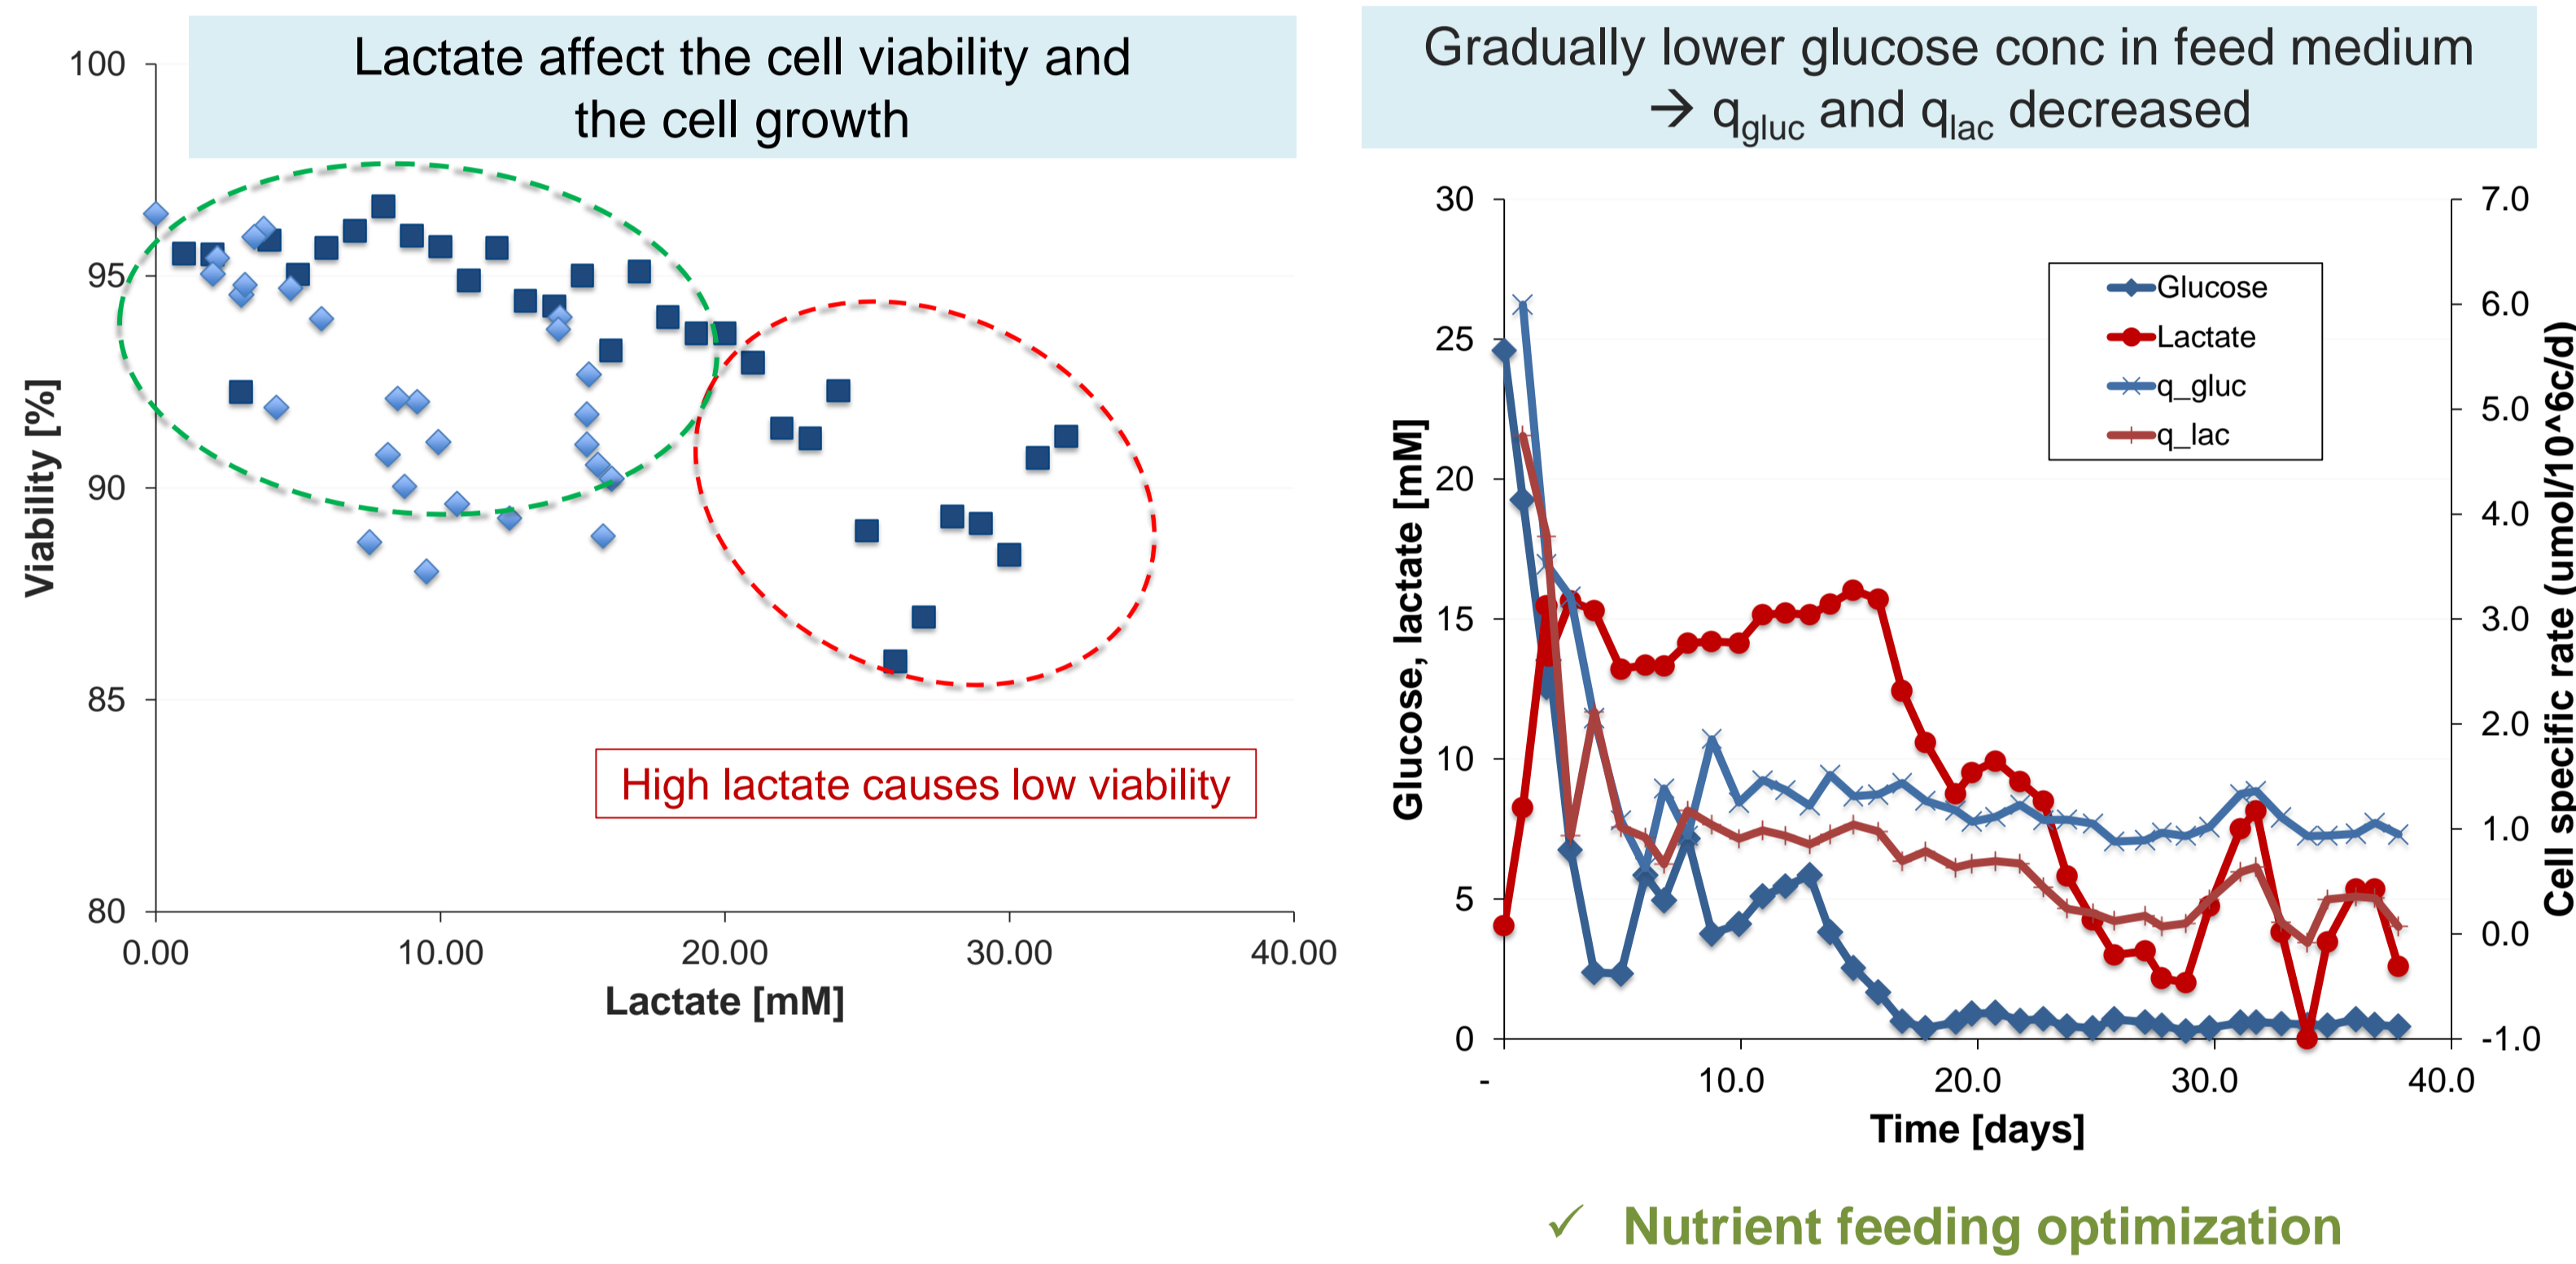 Lactate affect the cell viability and
the cell growth
100
95
90
85
80
Viability [%]
0.00
10.00
20.00
30.00
40.00
Lactate [mM]
High lactate causes low viability
Gradually lower glucose conc in feed medium
→ qgluc and qlac decreased
30
25
20
15
10
5
0
Glucose, lactate [mM]
Glucose
Lactate
q_gluc
q_lac
7.0
6.0
5.0
4.0
3.0
2.0
1.0
0.0
-1.0
Cell specific rate (umol/10^6c/d)
-
10.0
20.0
30.0
40.0
Time [days]
✓ Nutrient feeding optimization